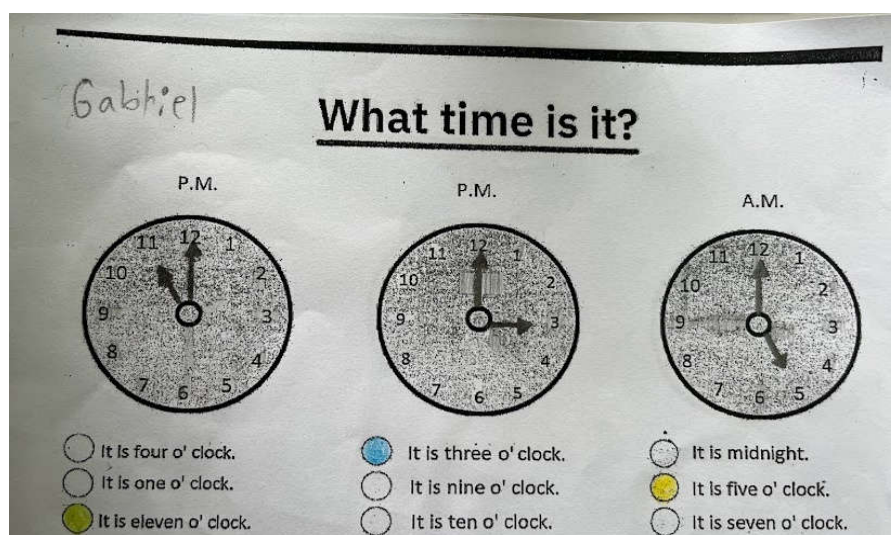 Gabriel
What time is it?
P.M.
P.M.
A.M.
11 12 1
10 2
9 3
8 4
7 6 5
11 12 1
10 2
9 3
8 4
7 6 5
11 12 1
10 2
9 3
8 4
7 6 5
It is four o' clock.
It is one o' clock.
It is eleven o' clock.
It is three o' clock.
It is nine o' clock.
It is ten o' clock.
It is midnight.
It is five o' clock.
It is seven o' clock.